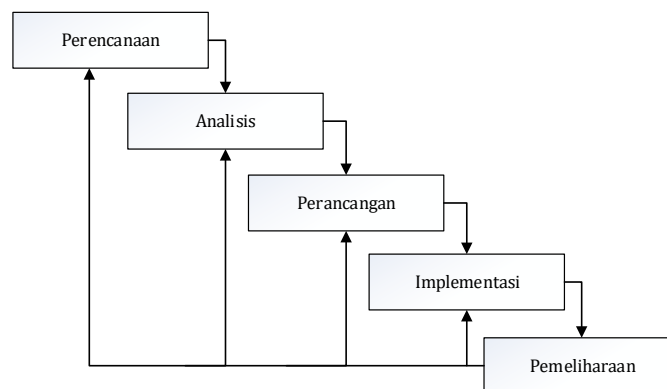 Perencanaan
Analisis
Perancangan
Implementasi
Pemeliharaan